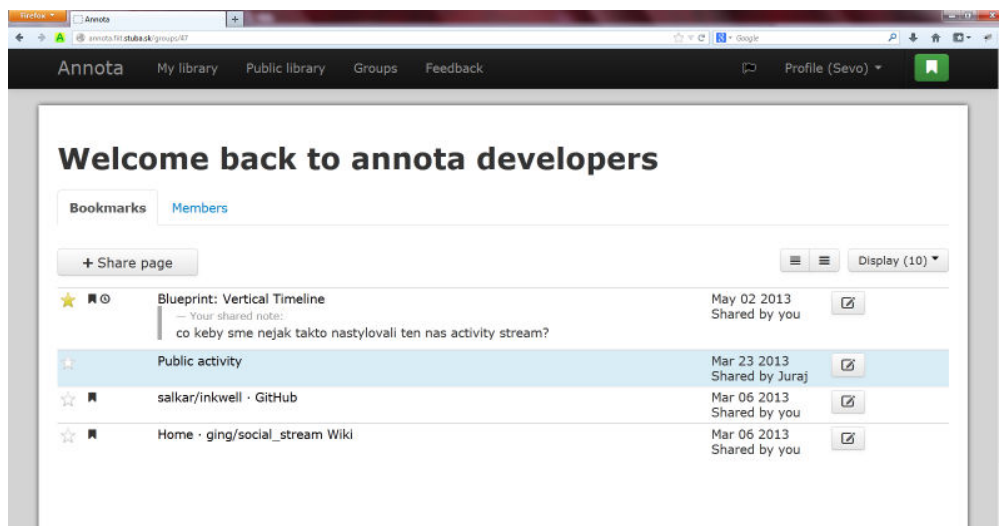 Firefox
Annota
annota.fiit.stuba.sk/groups/47
Google
Annota My library Public library Groups Feedback Profile (Sevo)
Welcome back to annota developers
Bookmarks Members
+ Share page Display (10)
Blueprint: Vertical Timeline May 02 2013
— Your shared note: Shared by you
co keby sme nejak takto nastylovali ten nas activity stream?
Public activity Mar 23 2013
Shared by Juraj
salkar/inkwell · GitHub Mar 06 2013
Shared by you
Home · ging/social_stream Wiki Mar 06 2013
Shared by you